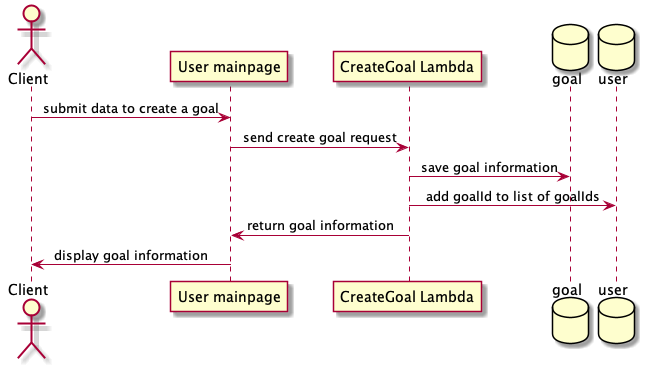 Client
User mainpage
CreateGoal Lambda
goal
user
submit data to create a goal
send create goal request
save goal information
add goalId to list of goalIds
return goal information
display goal information
Client
User mainpage
CreateGoal Lambda
goal
user